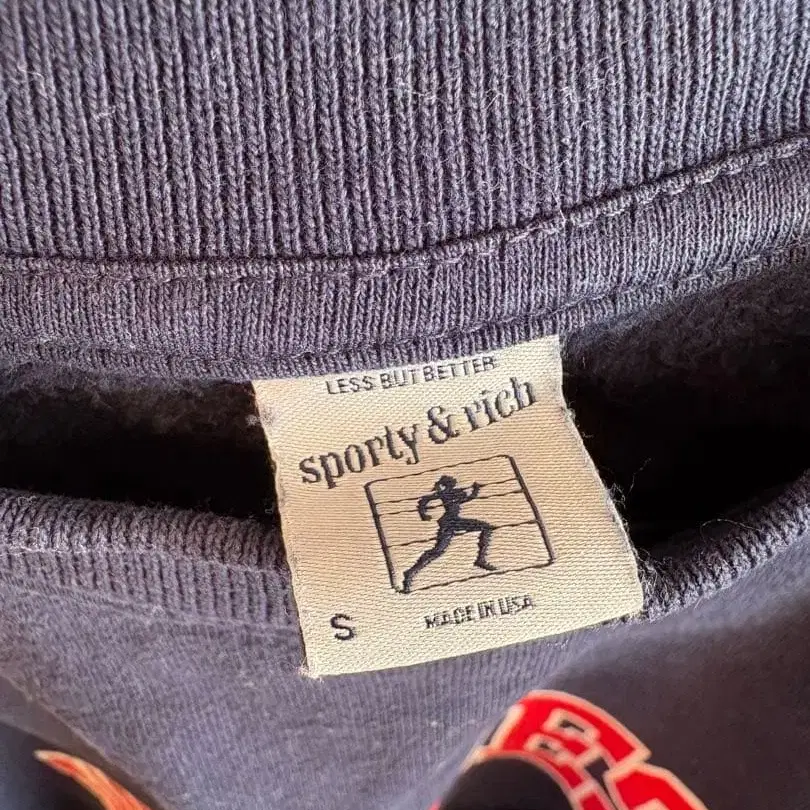 LESS BUT BETTER
sporty & rich
S
MADE IN USA